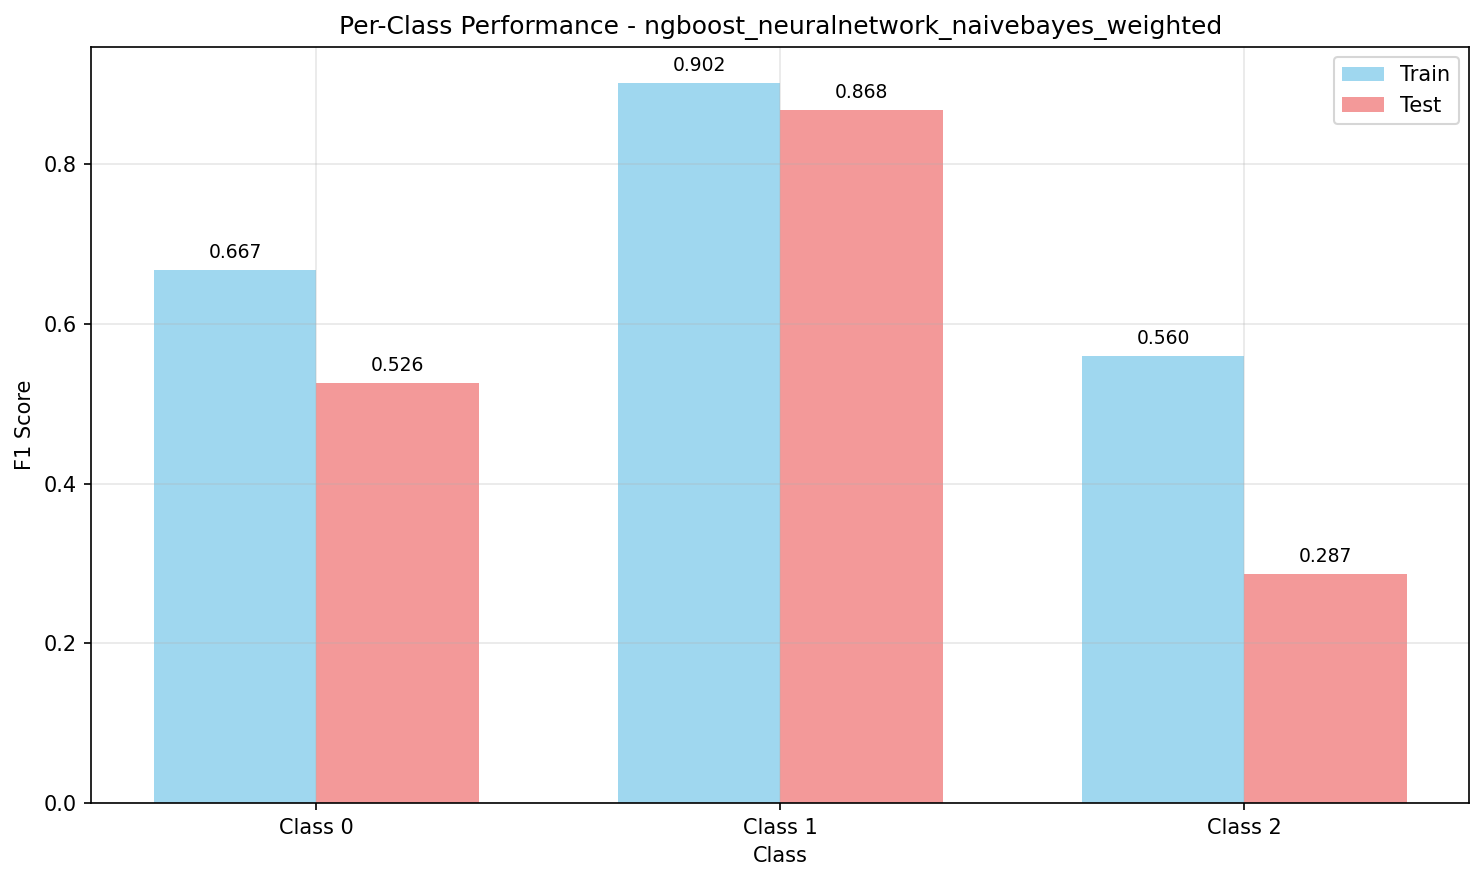 Per-Class Performance - ngboost_neuralnetwork_naivebayes_weighted
Train
Test
0.902
0.868
0.667
0.526
0.560
0.287
F1 Score
0.8
0.6
0.4
0.2
0.0
Class 0
Class 1
Class 2
Class